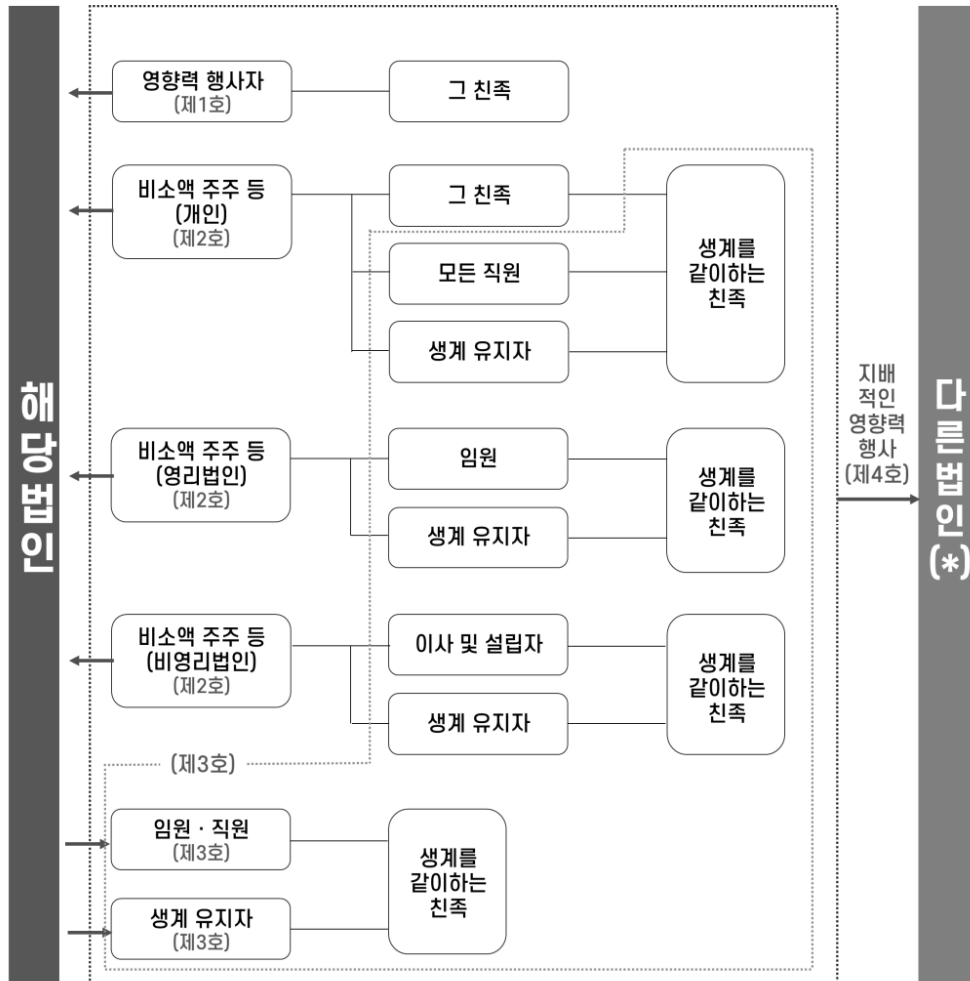 해당법인
영향력 행사자
(제1호)
그 친족
비소액 주주 등
(개인)
(제2호)
그 친족
모든 직원
생계 유지자
생계를
같이하는
친족
비소액 주주 등
(영리법인)
(제2호)
임원
생계 유지자
생계를
같이하는
친족
비소액 주주 등
(비영리법인)
(제2호)
이사 및 설립자
생계 유지자
생계를
같이하는
친족
(제3호)
임원 · 직원
(제3호)
생계 유지자
(제3호)
생계를
같이하는
친족
지배
적인
영향력
행사
(제4호)
다른법인(*)